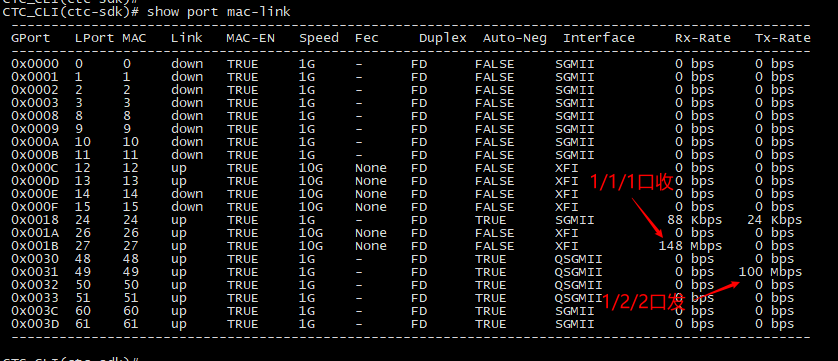 CTC_CLI(ctc-sdk)#
CTC_CLI(ctc-sdk)# show port mac-link
GPort LPort MAC Link MAC-EN Speed Fec Duplex Auto-Neg Interface Rx-Rate Tx-Rate
0x0000 0 0 down TRUE 1G - FD FALSE SGMII 0 bps 0 bps
0x0001 1 1 down TRUE 1G - FD FALSE SGMII 0 bps 0 bps
0x0002 2 2 down TRUE 1G - FD FALSE SGMII 0 bps 0 bps
0x0003 3 3 down TRUE 1G - FD FALSE SGMII 0 bps 0 bps
0x0008 8 8 down TRUE 1G - FD FALSE SGMII 0 bps 0 bps
0x0009 9 9 down TRUE 1G - FD FALSE SGMII 0 bps 0 bps
0x000A 10 10 down TRUE 1G - FD FALSE SGMII 0 bps 0 bps
0x000B 11 11 down TRUE 1G - FD FALSE SGMII 0 bps 0 bps
0x000C 12 12 up TRUE 10G None FD FALSE XFI 0 bps 0 bps
0x000D 13 13 up TRUE 10G None FD FALSE XFI 0 bps 0 bps
1/1/1口收
0x000E 14 14 down TRUE 10G None FD FALSE XFI 0 bps 0 bps
0x000F 15 15 down TRUE 10G None FD FALSE XFI 0 bps 0 bps
0x0018 24 24 up TRUE 1G - FD TRUE SGMII 88 Kbps 24 Kbps
0x001A 26 26 up TRUE 10G None FD FALSE XFI 0 bps 0 bps
0x001B 27 27 up TRUE 10G None FD FALSE XFI 148 Mbps 0 bps
0x0030 48 48 up TRUE 1G - FD TRUE QSGMII 0 bps 0 bps
0x0031 49 49 up TRUE 1G - FD TRUE QSGMII 0 bps 100 Mbps
0x0032 50 50 up TRUE 1G - FD TRUE QSGMII 0 bps 0 bps
0x0033 51 51 up TRUE 1G - FD TRUE QSGMII 0 bps 0 bps
1/2/2口发
0x003C 60 60 up TRUE 1G - FD TRUE SGMII 0 bps 0 bps
0x003D 61 61 up TRUE 1G - FD TRUE SGMII 0 bps 0 bps
CTC_CLI(ctc-sdk)#